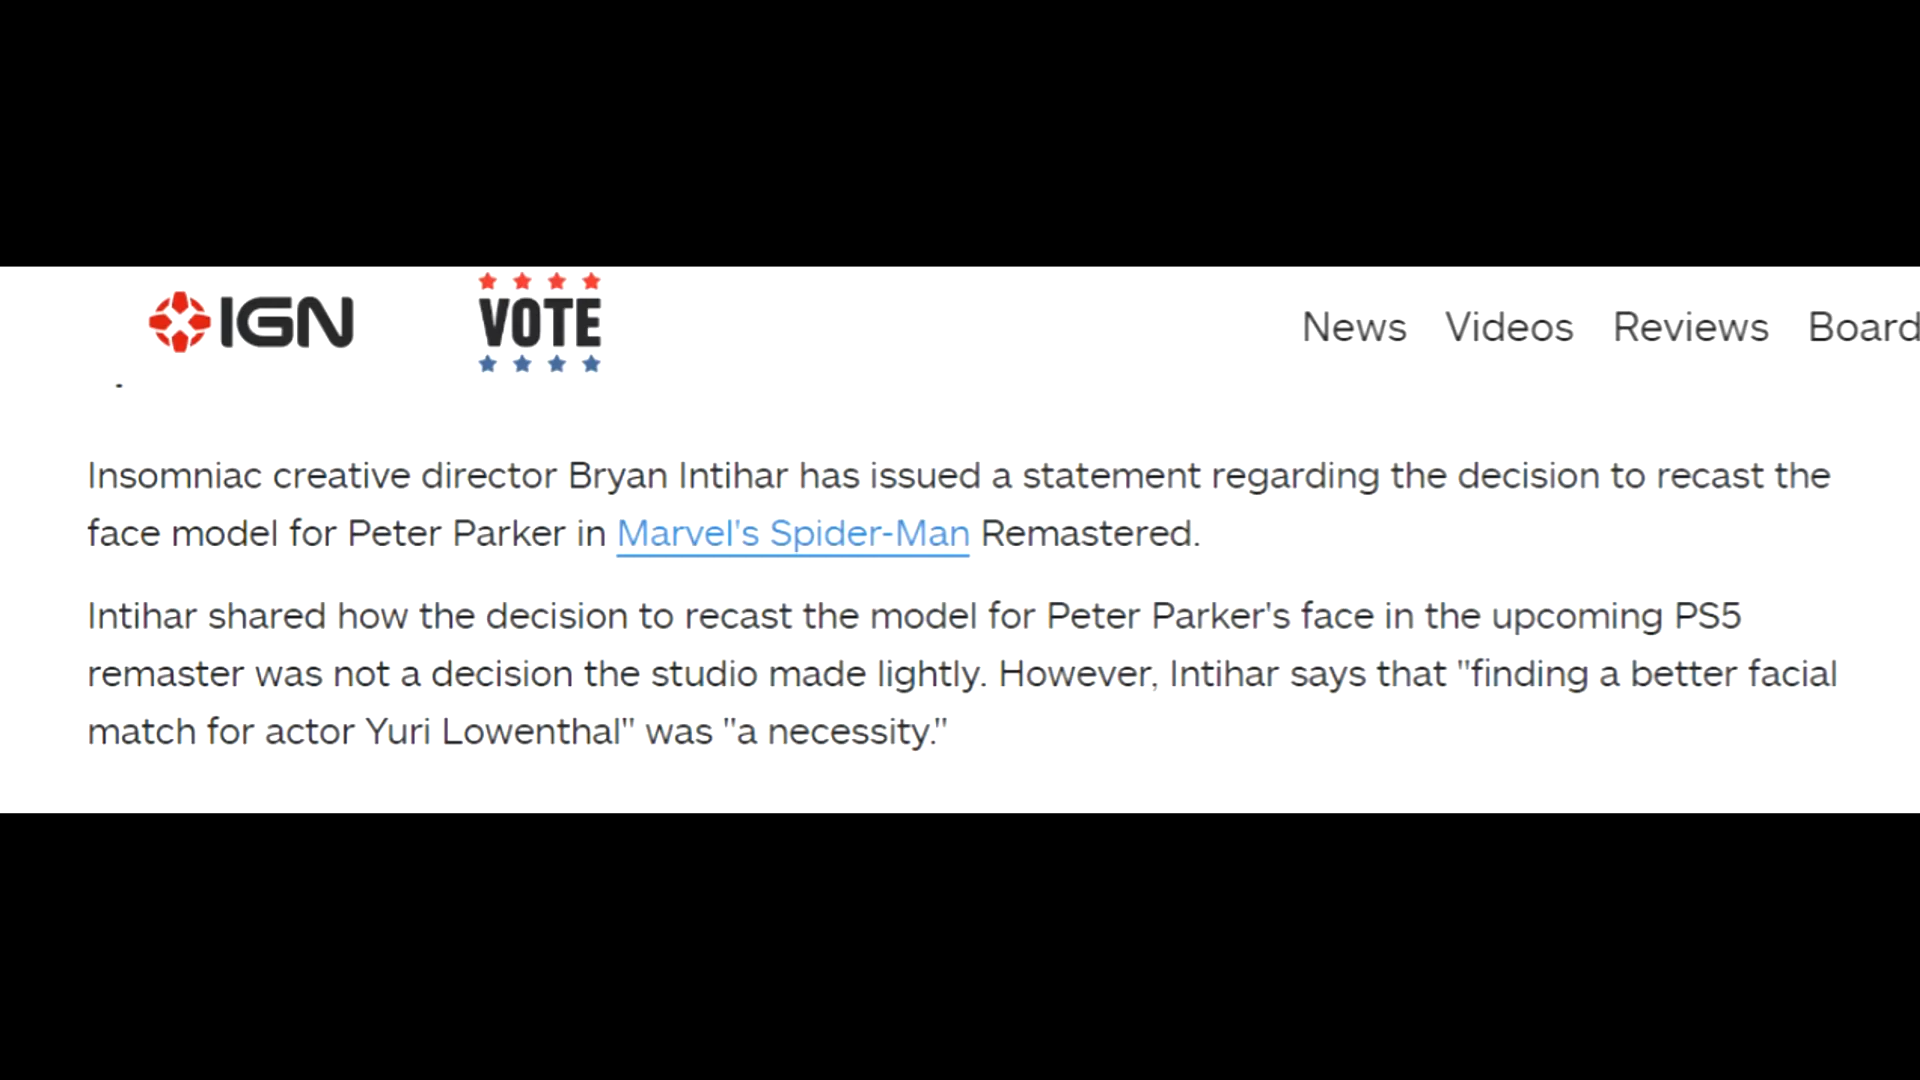 IGN
VOTE
News Videos Reviews Board
Insomniac creative director Bryan Intihar has issued a statement regarding the decision to recast the
face model for Peter Parker in Marvel's Spider-Man Remastered.
Intihar shared how the decision to recast the model for Peter Parker's face in the upcoming PS5
remaster was not a decision the studio made lightly. However, Intihar says that "finding a better facial
match for actor Yuri Lowenthal" was "a necessity."